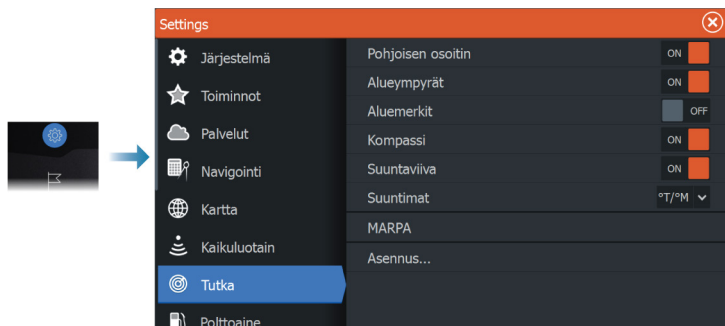 Settings
Järjestelmä
Toiminnot
Palvelut
Navigointi
Kartta
Kaikuluotain
Tutka
Polttoaine
Pohjoisen osoitin ON
Alueympyrät ON
Aluemerkit OFF
Kompassi ON
Suuntaviiva ON
Suuntimat °T/°M
MARPA
Asennus...